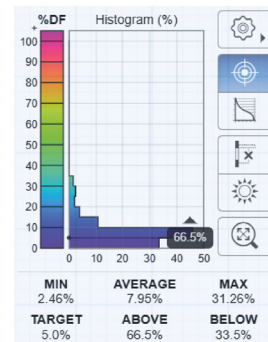 %DF Histogram (%)
+
100
90
80
70
60
50
40
30
20
10
0
66.5%
0 10 20 30 40 50
MIN AVERAGE MAX
2.46% 7.95% 31.26%
TARGET ABOVE BELOW
5.0% 66.5% 33.5%